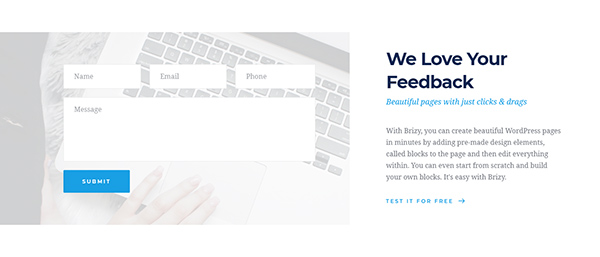 Name
Email
Phone
Message
SUBMIT
We Love Your
Feedback
Beautiful pages with just clicks & drags
With Brizy, you can create beautiful WordPress pages
in minutes by adding pre-made design elements,
called blocks to the page and then edit everything
within. You can even start from scratch and build
your own blocks. It's easy with Brizy.
TEST IT FOR FREE →